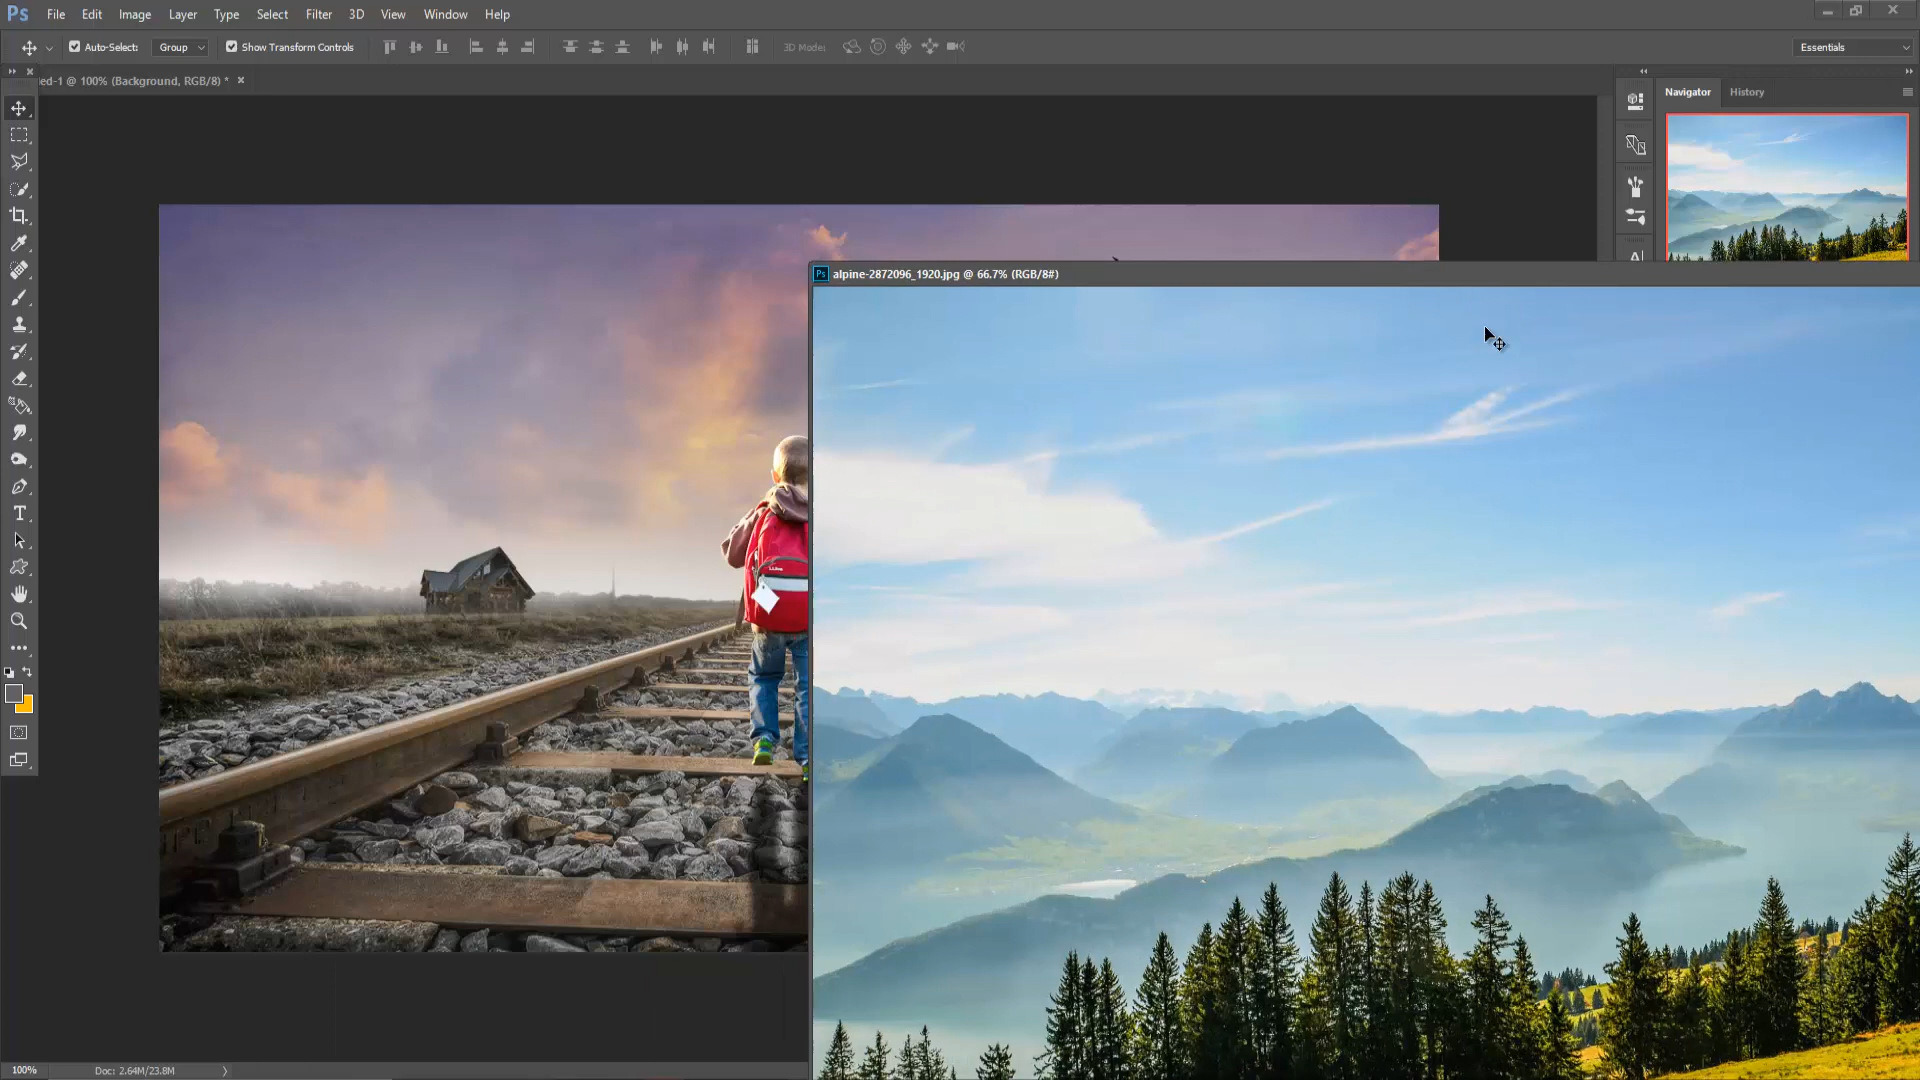 Ps File Edit Image Layer Type Select Filter 3D View Window Help
Auto-Select: Group Show Transform Controls 3D Mode: Essentials
ed-1 @ 100% (Background, RGB/8) *
Navigator History
Ps alpine-2872096_1920.jpg @ 66.7% (RGB/8#)
100% Doc: 2.64M/23.8M